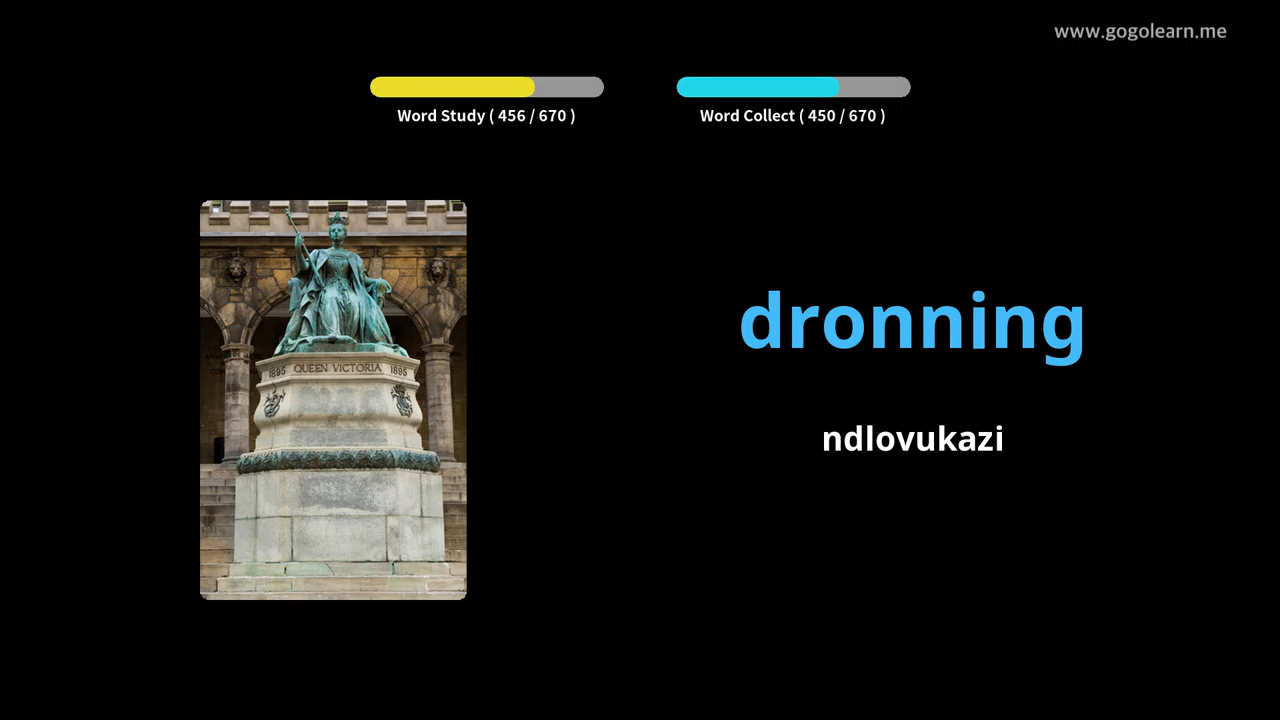 www.gogolearn.me
Word Study ( 456 / 670 )
Word Collect ( 450 / 670 )
1895 QUEEN VICTORIA 1895
dronning
ndlovukazi